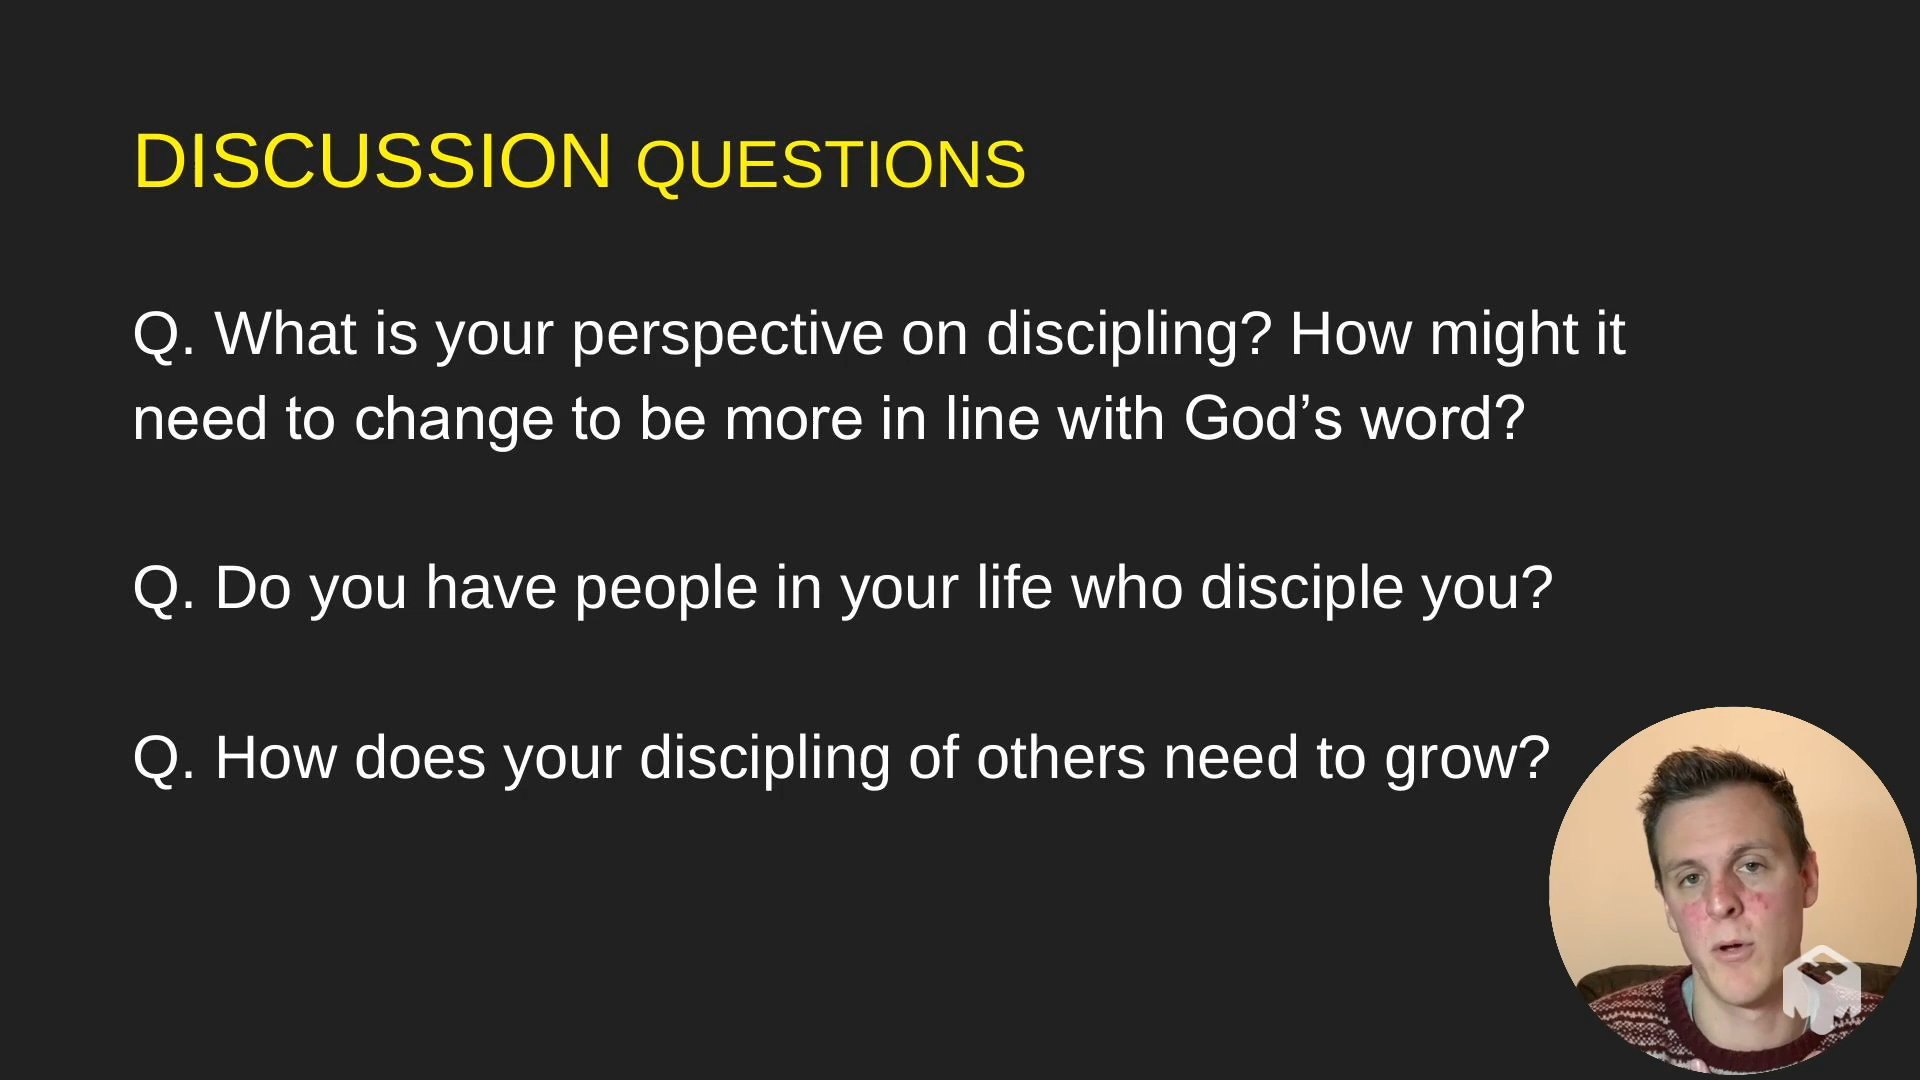 DISCUSSION QUESTIONS
Q. What is your perspective on discipling? How might it
need to change to be more in line with God’s word?
Q. Do you have people in your life who disciple you?
Q. How does your discipling of others need to grow?